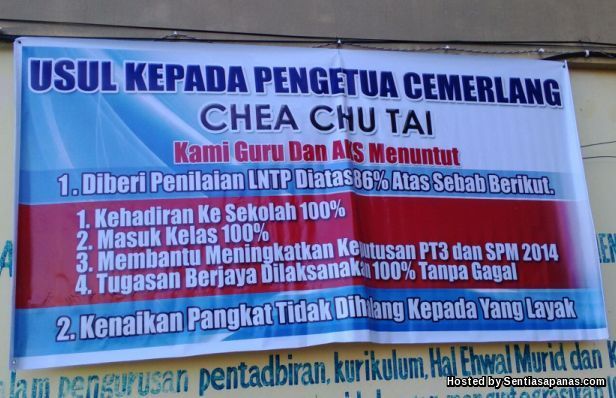 USUL KEPADA PENGETUA CEMERLANG
CHEA CHU TAI
Kami Guru Dan AKS Menuntut
1. Diberi Penilaian LNTP Diatas 86% Atas Sebab Berikut.
1. Kehadiran Ke Sekolah 100%
2. Masuk Kelas 100%
3. Membantu Meningkatkan Keputusan PT3 dan SPM 2014
4. Tugasan Berjaya Dilaksanakan 100% Tanpa Gagal
2. Kenaikan Pangkat Tidak Dihalang Kepada Yang Layak
dalam pengurusan pentadbiran, kurikulum, Hal Ehwal Murid dan K
Hosted by Sentiasapanas.com